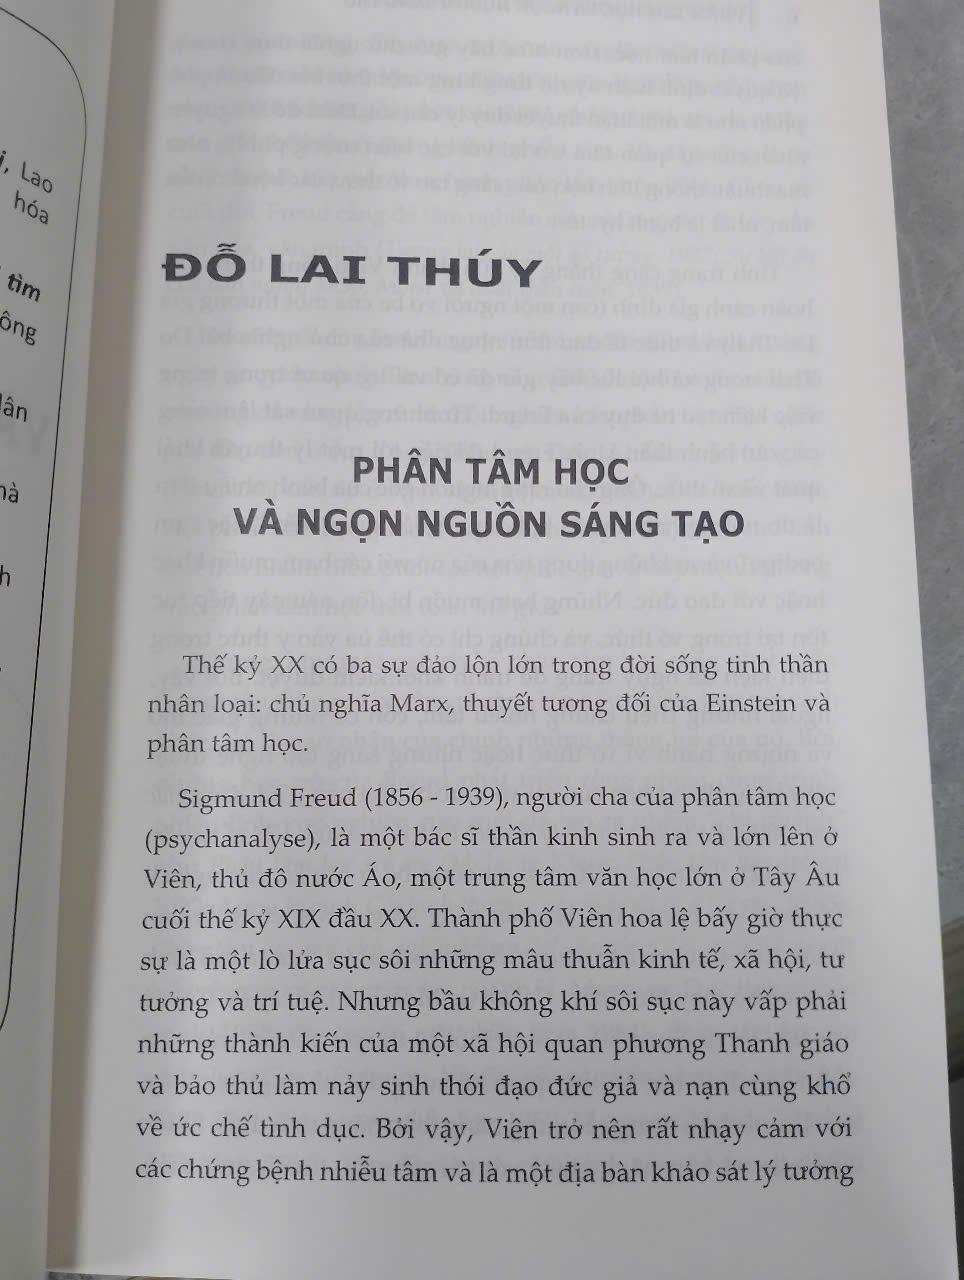 Lao
hóa
tìm
ĐỖ LAI THÚY
PHÂN TÂM HỌC
VÀ NGỌN NGUỒN SÁNG TẠO
Thế kỷ XX có ba sự đảo lộn lớn trong đời sống tinh thần
nhân loại: chủ nghĩa Marx, thuyết tương đối của Einstein và
phân tâm học.
Sigmund Freud (1856 - 1939), người cha của phân tâm học
(psychanalyse), là một bác sĩ thần kinh sinh ra và lớn lên ở
Viên, thủ đô nước Áo, một trung tâm văn học lớn ở Tây Âu
cuối thế kỷ XIX đầu XX. Thành phố Viên hoa lệ bấy giờ thực
sự là một lò lửa sục sôi những mâu thuẫn kinh tế, xã hội, tư
tưởng và trí tuệ. Nhưng bầu không khí sôi sục này vấp phải
những thành kiến của một xã hội quan phương Thanh giáo
và bảo thủ làm nảy sinh thói đạo đức giả và nạn cùng khổ
về ức chế tình dục. Bởi vậy, Viên trở nên rất nhạy cảm với
các chứng bệnh nhiễu tâm và là một địa bàn khảo sát lý tưởng